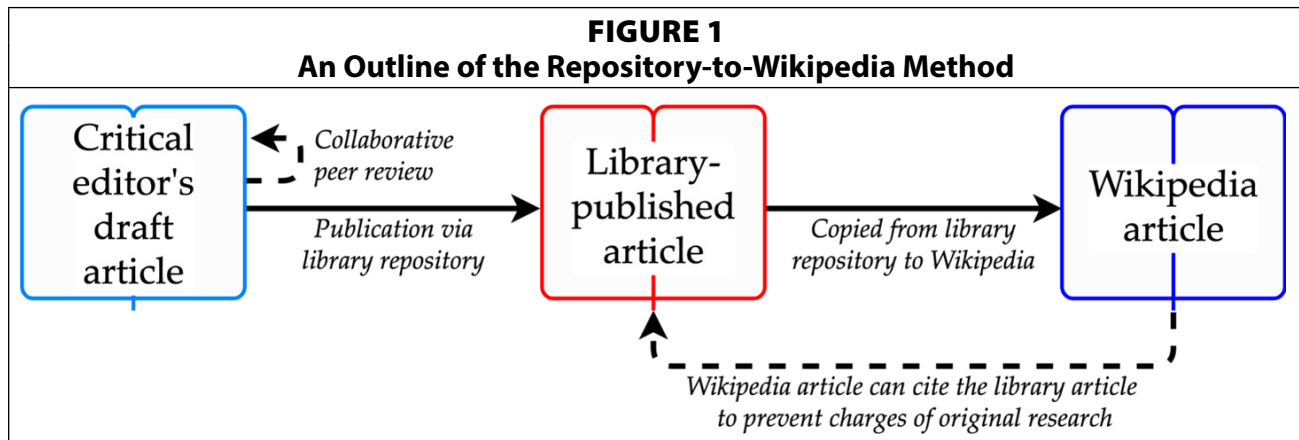 FIGURE 1
An Outline of the Repository-to-Wikipedia Method
Critical
editor's
draft
article
Collaborative
peer review
Publication via
library repository
Library-
published
article
Copied from library
repository to Wikipedia
Wikipedia
article
Wikipedia article can cite the library article
to prevent charges of original research